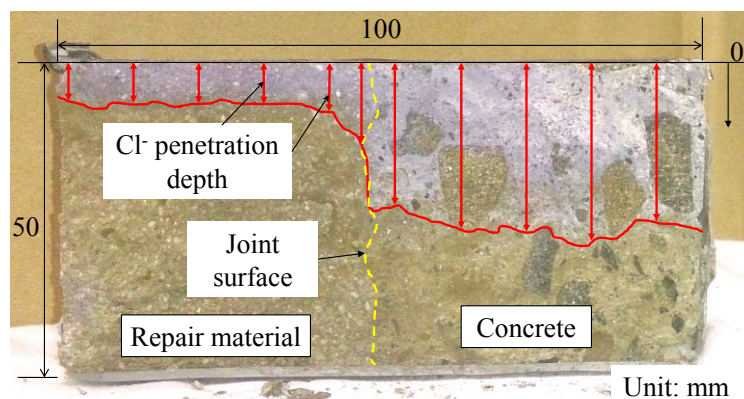 100
0
Cl⁻ penetration
depth
50
Joint
surface
Repair material
Concrete
Unit: mm